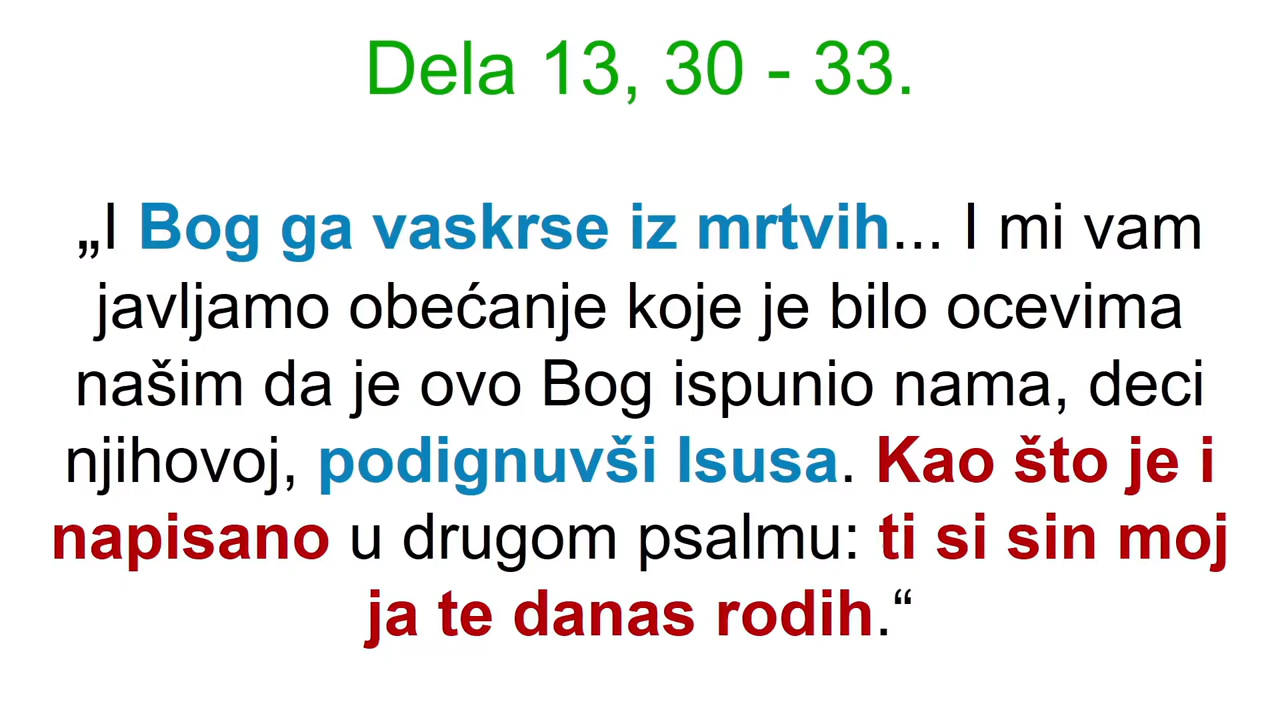 Dela 13, 30 - 33.
„I Bog ga vaskrse iz mrtvih... I mi vam
javljamo obećanje koje je bilo ocevima
našim da je ovo Bog ispunio nama, deci
njihovoj, podignuvši Isusa. Kao što je i
napisano u drugom psalmu: ti si sin moj
ja te danas rodih.“